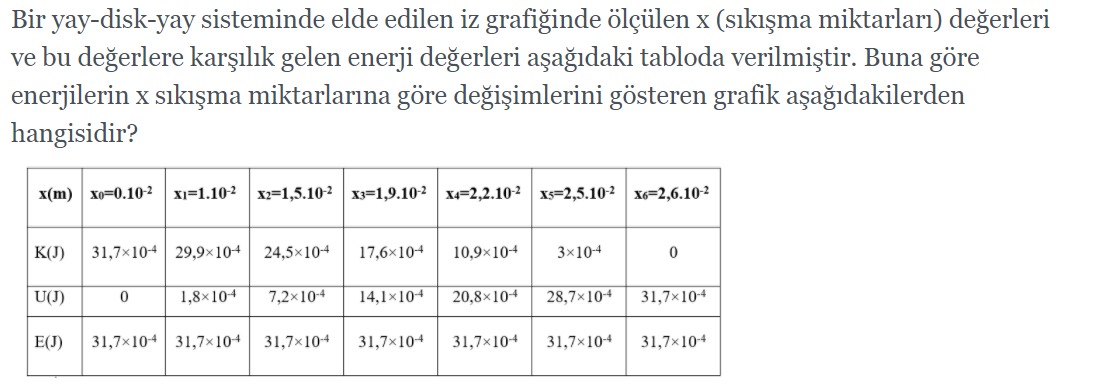 Bir yay-disk-yay sisteminde elde edilen iz grafiğinde ölçülen x (sıkışma miktarları) değerleri
ve bu değerlere karşılık gelen enerji değerleri aşağıdaki tabloda verilmiştir. Buna göre
enerjilerin x sıkışma miktarlarına göre değişimlerini gösteren grafik aşağıdakilerden
hangisidir?
x(m) x₀=0.10⁻² x₁=1.10⁻² x₂=1,5.10⁻² x₃=1,9.10⁻² x₄=2,2.10⁻² x₅=2,5.10⁻² x₆=2,6.10⁻²
K(J) 31,7×10⁻⁴ 29,9×10⁻⁴ 24,5×10⁻⁴ 17,6×10⁻⁴ 10,9×10⁻⁴ 3×10⁻⁴ 0
U(J) 0 1,8×10⁻⁴ 7,2×10⁻⁴ 14,1×10⁻⁴ 20,8×10⁻⁴ 28,7×10⁻⁴ 31,7×10⁻⁴
E(J) 31,7×10⁻⁴ 31,7×10⁻⁴ 31,7×10⁻⁴ 31,7×10⁻⁴ 31,7×10⁻⁴ 31,7×10⁻⁴ 31,7×10⁻⁴